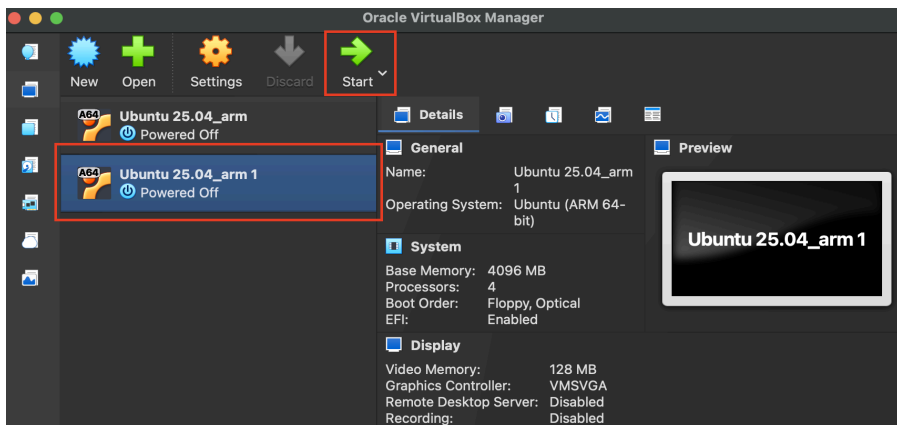 Oracle VirtualBox Manager
New
Open
Settings
Discard
Start
A64
Ubuntu 25.04_arm
Powered Off
A64
Ubuntu 25.04_arm 1
Powered Off
Details
General
Name: Ubuntu 25.04_arm
1
Operating System: Ubuntu (ARM 64-
bit)
System
Base Memory: 4096 MB
Processors: 4
Boot Order: Floppy, Optical
EFI: Enabled
Display
Video Memory: 128 MB
Graphics Controller: VMSVGA
Remote Desktop Server: Disabled
Recording: Disabled
Preview
Ubuntu 25.04_arm 1